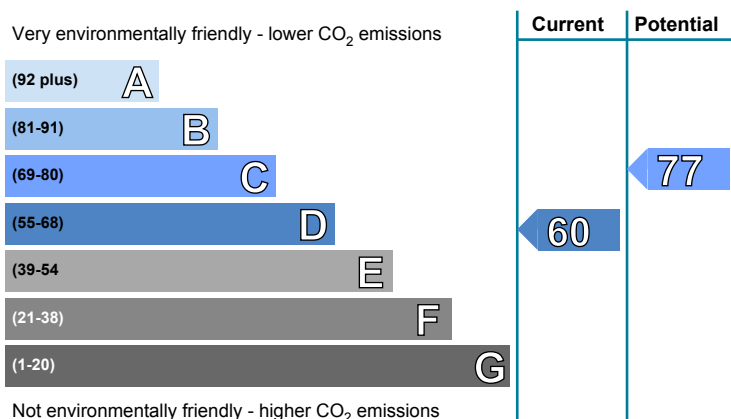 Very environmentally friendly - lower CO2 emissions
Current
Potential
(92 plus) A
(81-91) B
(69-80) C
77
(55-68) D
60
(39-54 E
(21-38) F
(1-20) G
Not environmentally friendly - higher CO2 emissions